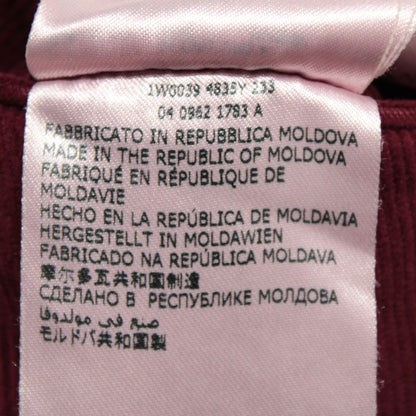 1W0039 4835Y 233
04 0962 1783 A
FABBRICATO IN REPUBBLICA MOLDOVA
MADE IN THE REPUBLIC OF MOLDOVA
FABRIQUÉ EN RÉPUBLIQUE DE
MOLDAVIE
HECHO EN LA REPÚBLICA DE MOLDAVIA
HERGESTELLT IN MOLDAWIEN
FABRICADO NA REPÚBLICA MOLDAVA
摩尔多瓦共和国制造
СДЕЛАНО В РЕСПУБЛИКЕ МОЛДОВА
صنع في مولدوفا
モルドバ共和国製